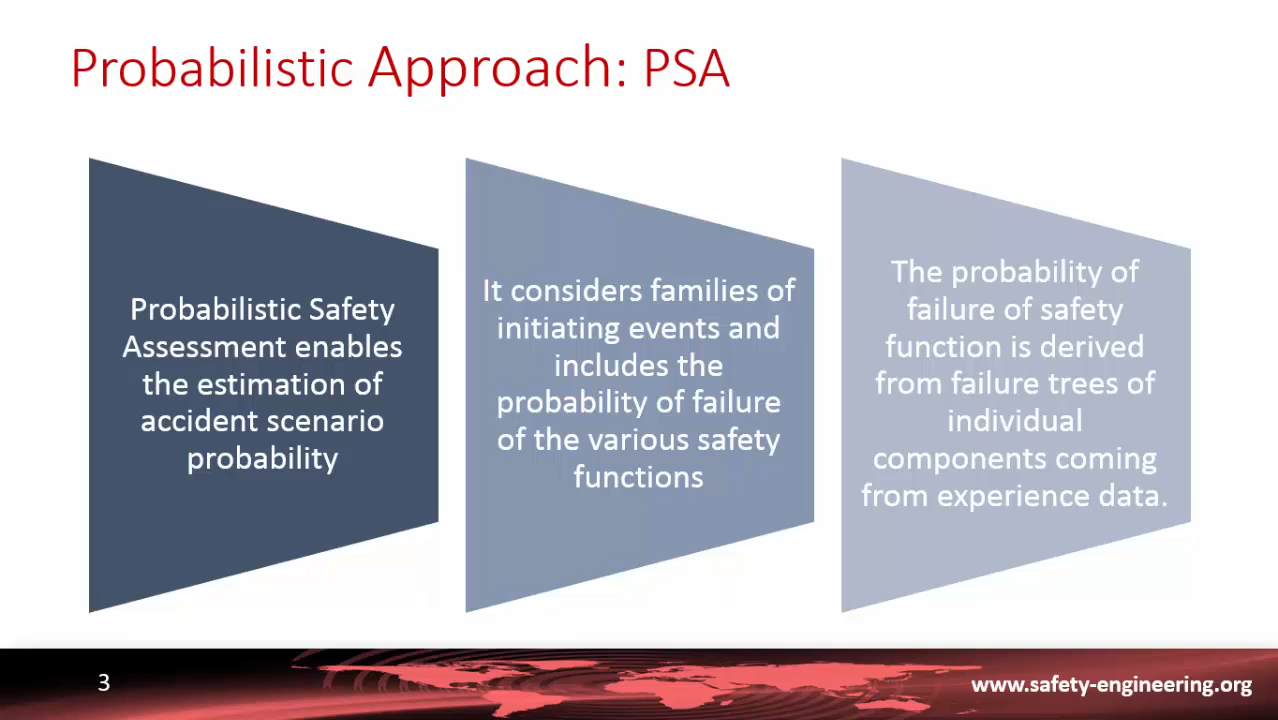 Probabilistic Approach: PSA
Probabilistic Safety
Assessment enables
the estimation of
accident scenario
probability
It considers families of
initiating events and
includes the
probability of failure
of the various safety
functions
The probability of
failure of safety
function is derived
from failure trees of
individual
components coming
from experience data.
3
www.safety-engineering.org